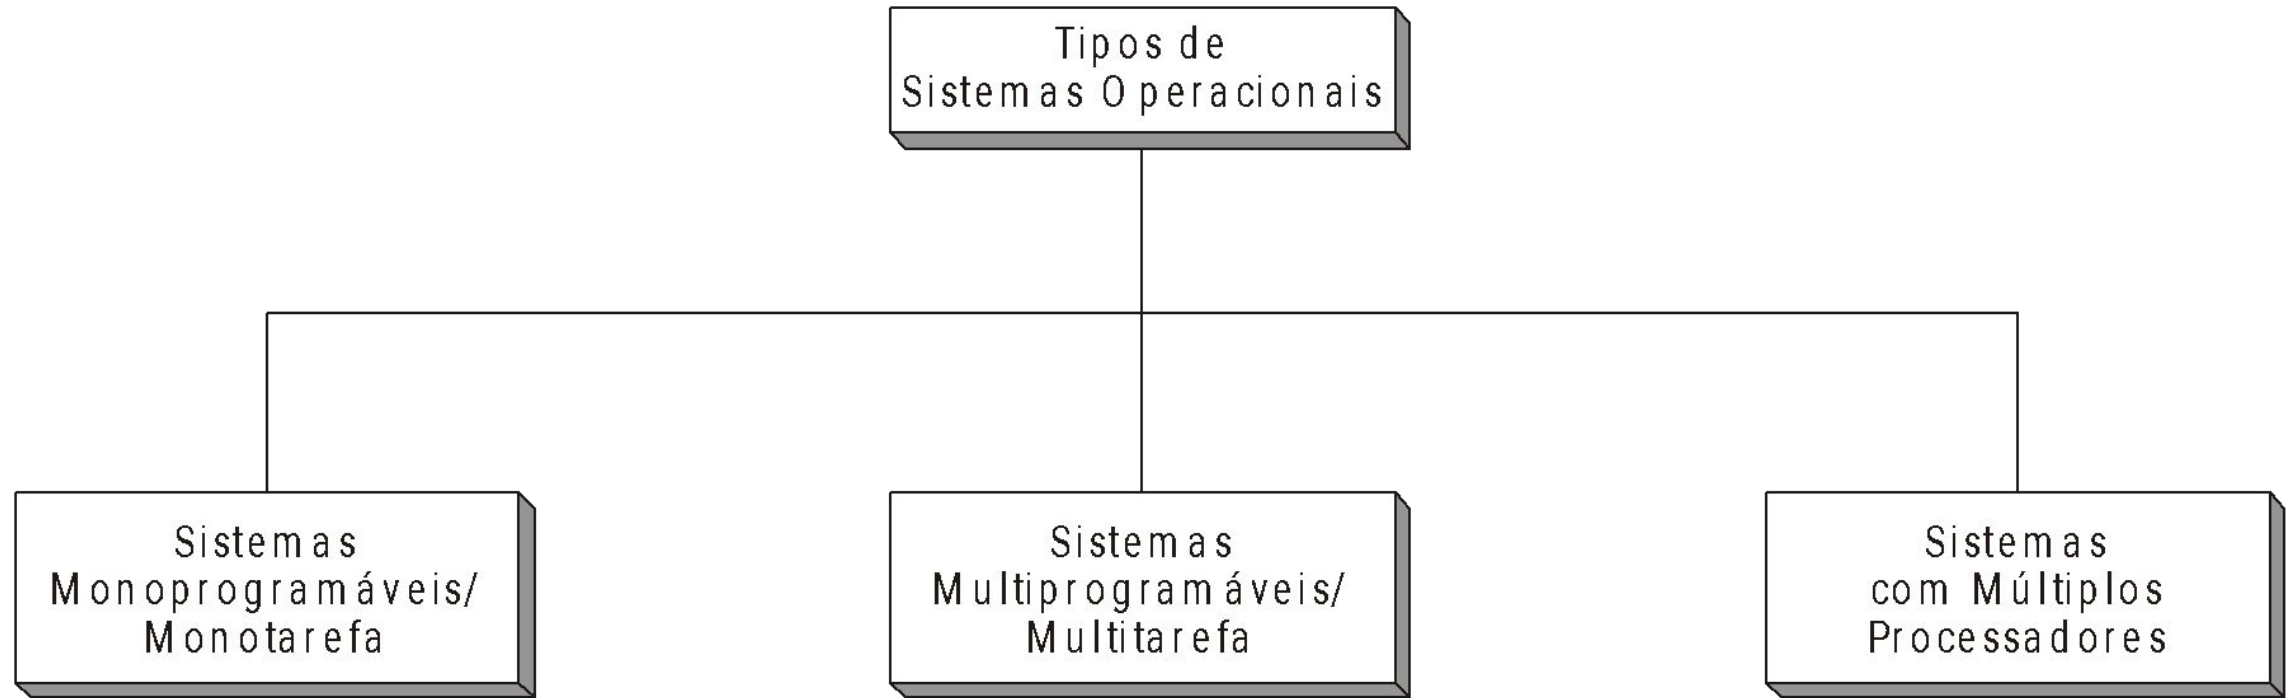 Tipos de
Sistemas Operacionais
Sistemas
Monoprogramáveis/
Monotarefa
Sistemas
Multiprogramáveis/
Multitarefa
Sistemas
com Múltiplos
Processadores